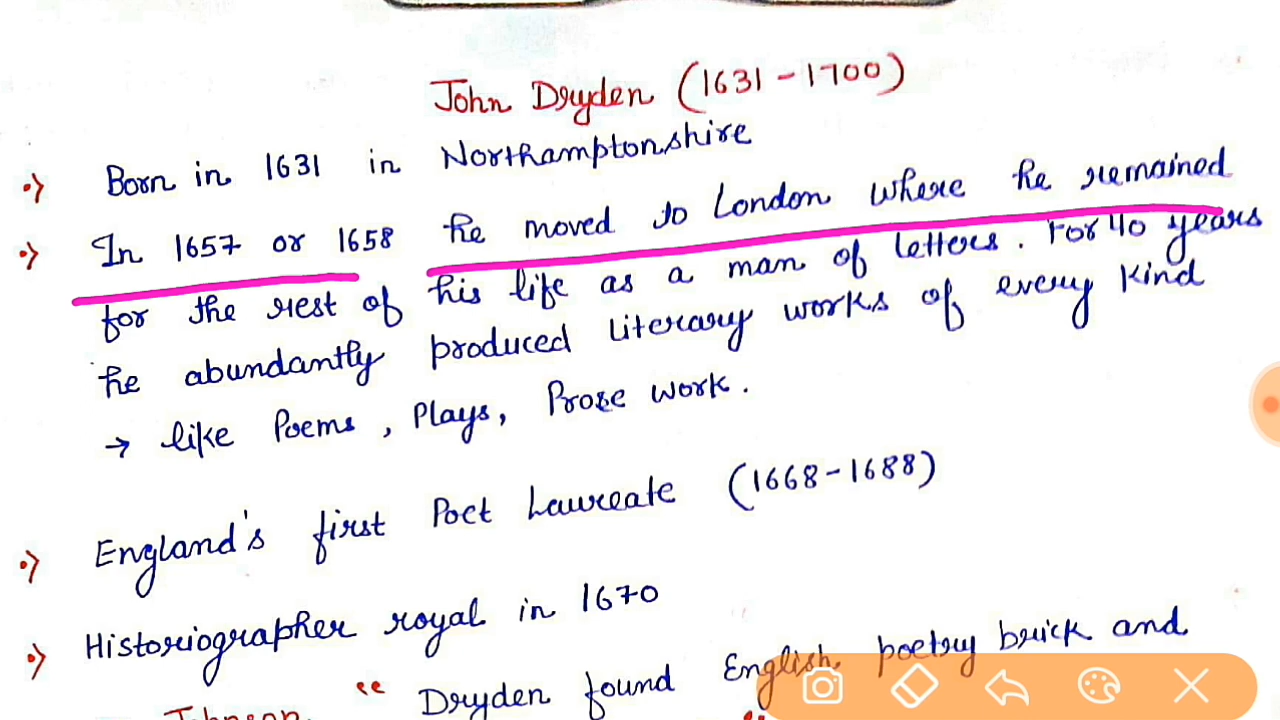 John Dryden (1631-1700)
•) Born in 1631 in Northamptonshire
•) In 1657 or 1658 he moved to London where he remained
for the rest of his life as a man of letters. For 40 years
he abundantly produced literary works of every kind
→ like Poems, Plays, Prose work.
•) England's first Poet Laureate (1668-1688)
•) Historiographer royal in 1670
Johnson “ Dryden found English poetry brick and